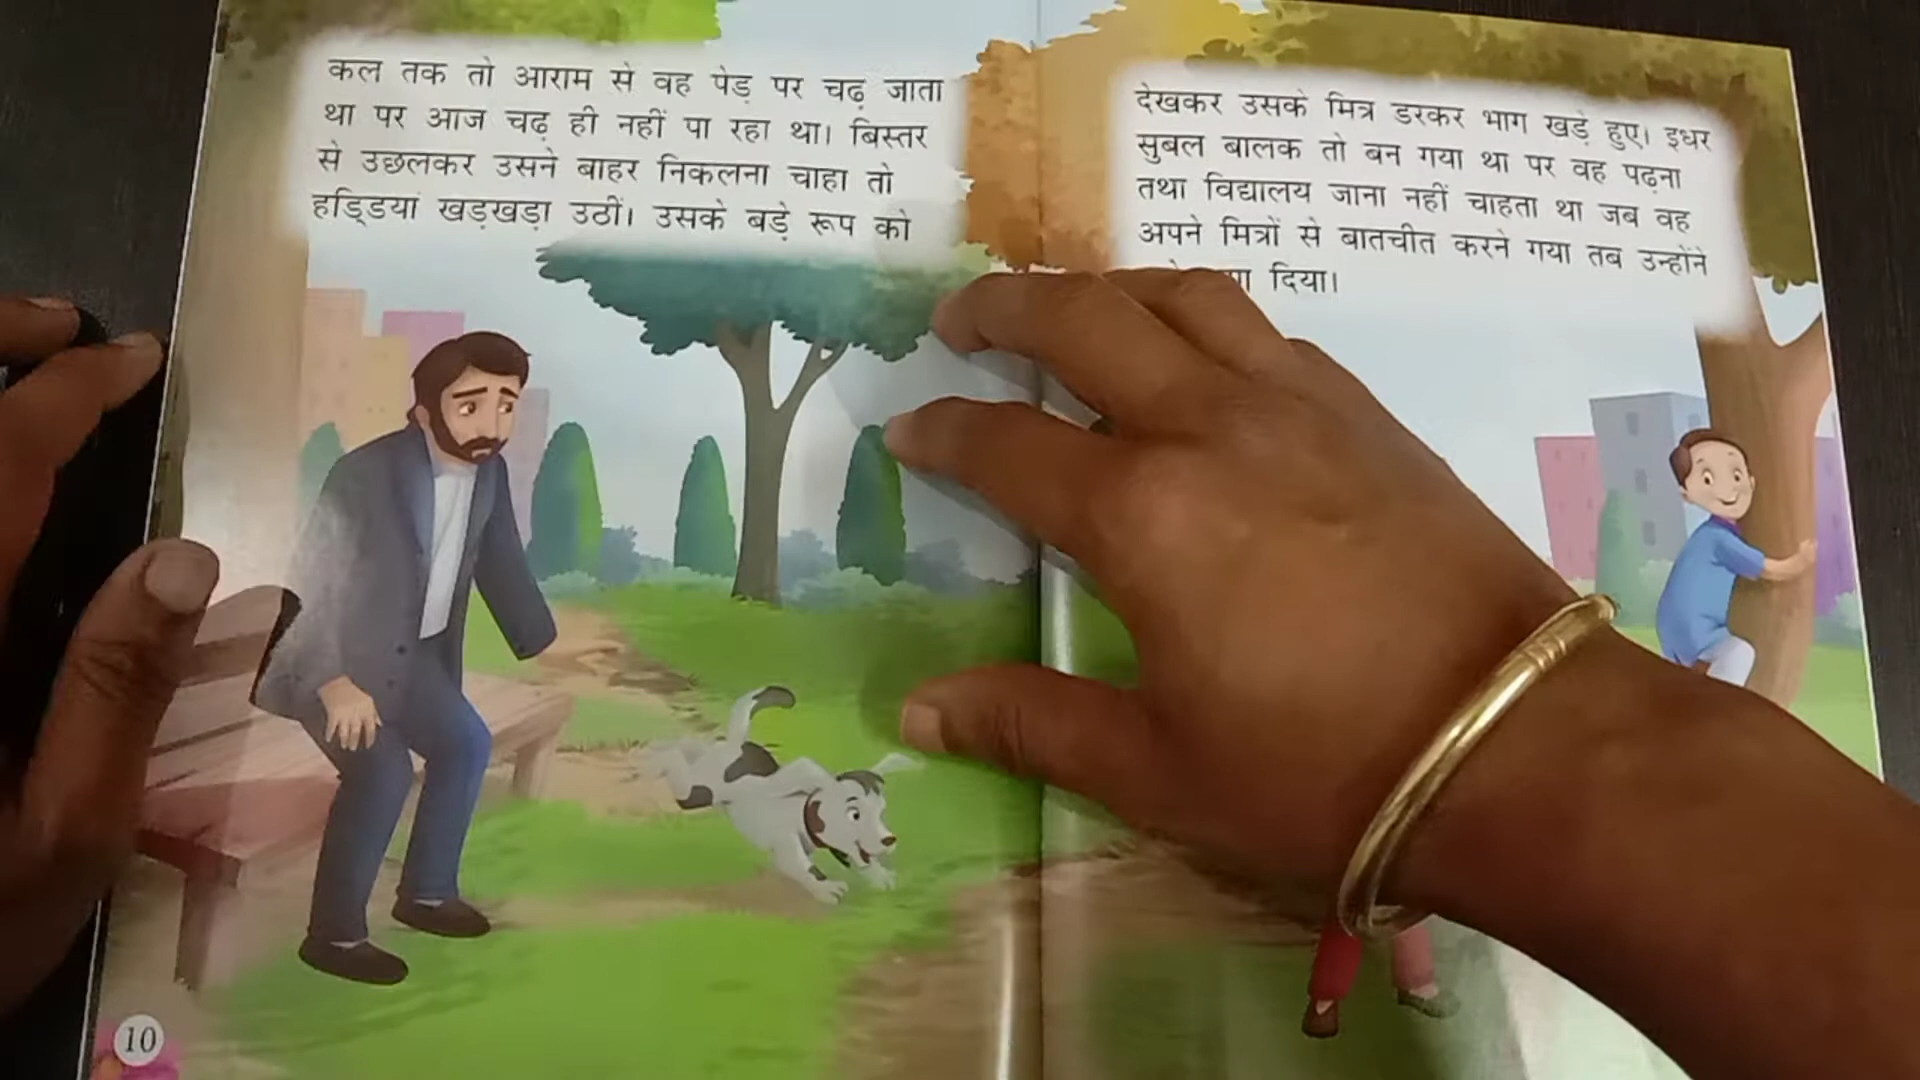 कल तक तो आराम से वह पेड़ पर चढ़ जाता
था पर आज चढ़ ही नहीं पा रहा था। बिस्तर
से उछलकर उसने बाहर निकलना चाहा तो
हड्डियां खड़खड़ा उठीं। उसके बड़े रूप को
देखकर उसके मित्र डरकर भाग खड़े हुए। इधर
सुबल बालक तो बन गया था पर वह पढ़ना
तथा विद्यालय जाना नहीं चाहता था जब वह
अपने मित्रों से बातचीत करने गया तब उन्होंने
दिया।
10